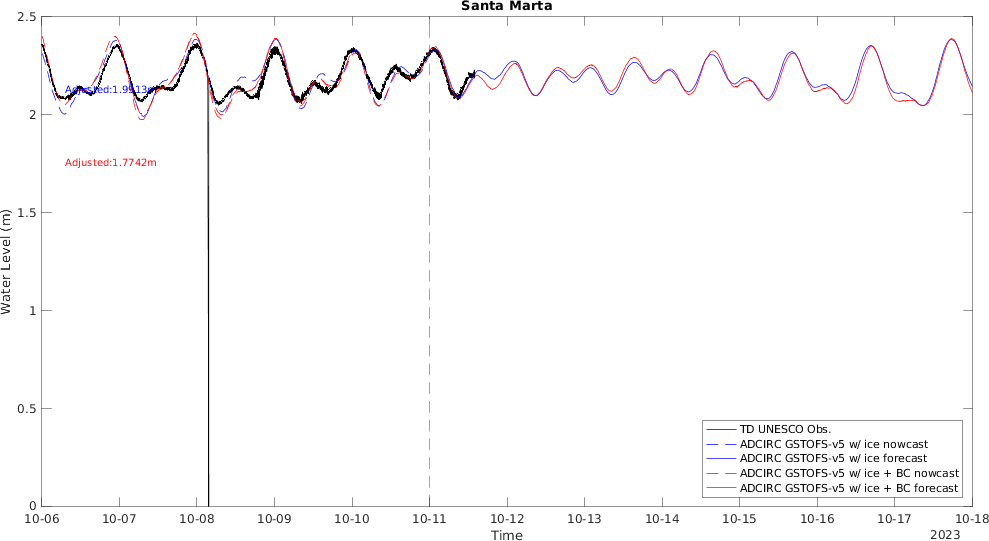 Santa Marta
2.5
2
1.5
1
0.5
0
Water Level (m)
Adjusted:1.9913m
Adjusted:1.7742m
TD UNESCO Obs.
ADCIRC GSTOFS-v5 w/ ice nowcast
ADCIRC GSTOFS-v5 w/ ice forecast
ADCIRC GSTOFS-v5 w/ ice + BC nowcast
ADCIRC GSTOFS-v5 w/ ice + BC forecast
10-06 10-07 10-08 10-09 10-10 10-11 10-12 10-13 10-14 10-15 10-16 10-17 10-18
Time
2023